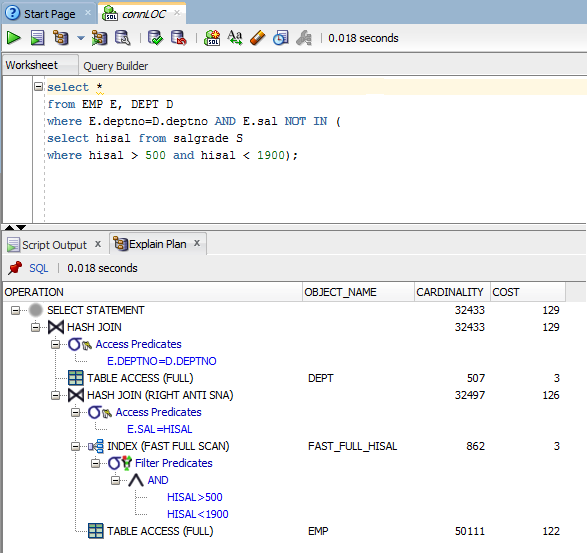 Start Page
connLOC
0.018 seconds
Worksheet
Query Builder
select *
from EMP E, DEPT D
where E.deptno=D.deptno AND E.sal NOT IN (
select hisal from salgrade S
where hisal > 500 and hisal < 1900);
Script Output x
Explain Plan x
SQL | 0.018 seconds
OPERATION OBJECT_NAME CARDINALITY COST
SELECT STATEMENT 32433 129
HASH JOIN 32433 129
Access Predicates
E.DEPTNO=D.DEPTNO
TABLE ACCESS (FULL) DEPT 507 3
HASH JOIN (RIGHT ANTI SNA) 32497 126
Access Predicates
E.SAL=HISAL
INDEX (FAST FULL SCAN) FAST_FULL_HISAL 862 3
Filter Predicates
AND
HISAL>500
HISAL<1900
TABLE ACCESS (FULL) EMP 50111 122